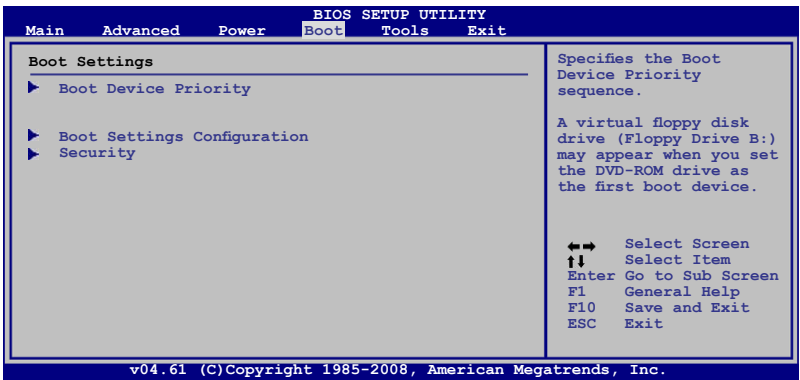 BIOS SETUP UTILITY
Main Advanced Power Boot Tools Exit
Boot Settings
Boot Device Priority
Boot Settings Configuration
Security
Specifies the Boot
Device Priority
sequence.
A virtual floppy disk
drive (Floppy Drive B:)
may appear when you set
the DVD-ROM drive as
the first boot device.
Select Screen
Select Item
Enter Go to Sub Screen
F1 General Help
F10 Save and Exit
ESC Exit
v04.61 (C)Copyright 1985-2008, American Megatrends, Inc.